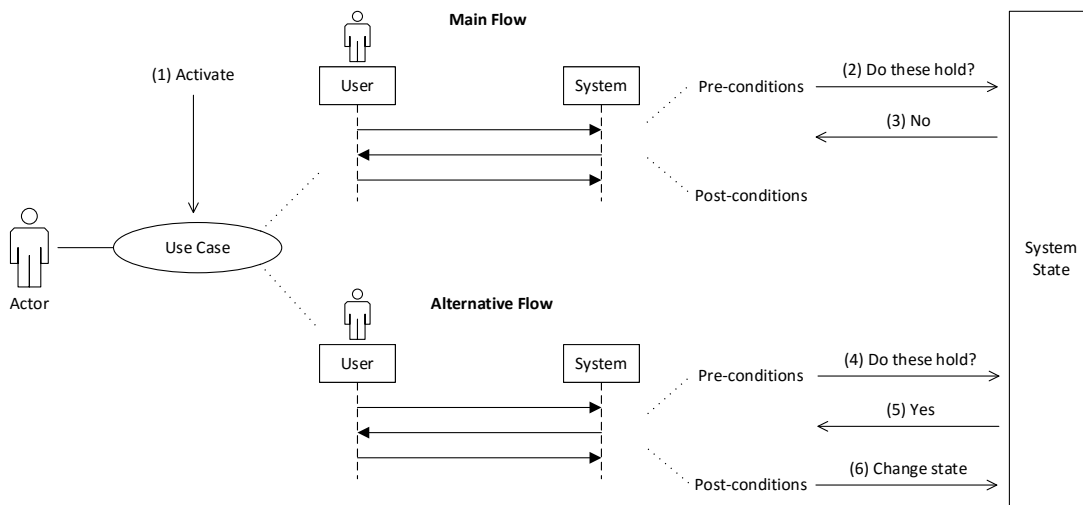 Main Flow
(1) Activate
User
System
Pre-conditions
(2) Do these hold?
(3) No
Post-conditions
Use Case
Actor
System
State
Alternative Flow
User
System
Pre-conditions
(4) Do these hold?
(5) Yes
Post-conditions
(6) Change state